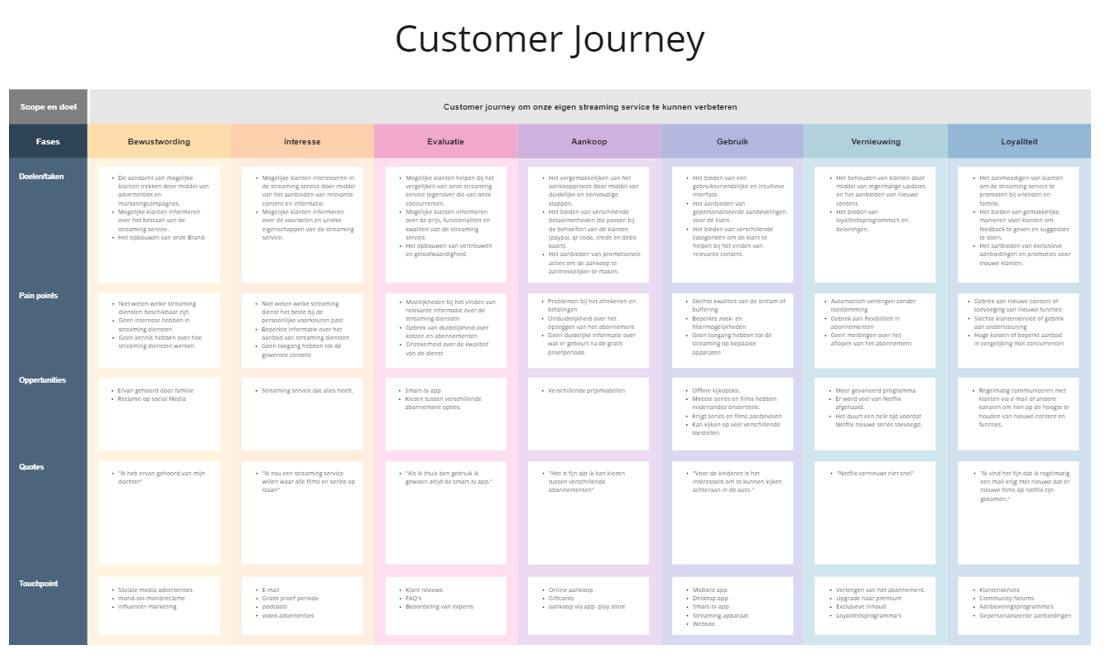 Customer Journey
Scope en doel
Customer journey om onze eigen streaming service te kunnen verbeteren
Fases
Bewustwording
Interesse
Evaluatie
Aankoop
Gebruik
Vernieuwing
Loyaliteit
Doelen/taken
• De aandacht van mogelijke
klanten trekken door middel van
advertenties en
marketingcampagnes.
• Mogelijke klanten informeren
over het bestaan van de
streaming service.
• Het opbouwen van onze Brand.
• Mogelijke klanten interesseren in
de streaming service door middel
van het aanbieden van relevante
content en informatie.
• Mogelijke klanten informeren
over de voordelen en unieke
eigenschappen van de streaming
service.
• Mogelijke klanten helpen bij het
vergelijken van onze streaming
service tegenover die van onze
concurrenten.
• Mogelijke klanten informeren
over de prijs, functionaliteit en
kwaliteit van de streaming
service.
• Het opbouwen van vertrouwen
en geloofwaardigheid.
• Het vergemakkelijken van het
aankoopproces door middel van
duidelijke en eenvoudige
stappen.
• Het bieden van verschillende
betaalmethoden die passen bij
de behoeften van de klanten
(paypal, qr code, credit en debit
kaart).
• Het aanbieden van promotionele
acties om de aankoop te
aantrekkelijker te maken.
• Het bieden van een
gebruiksvriendelijke en intuïtieve
interface.
• Het aanbieden van
gepersonaliseerde aanbevelingen
voor de klant.
• Het bieden van verschillende
categorieën om de klant te
helpen bij het vinden van
relevante content.
• Het behouden van klanten door
middel van regelmatige updates
en het aanbieden van nieuwe
content.
• Het bieden van
loyaliteitsprogramma's en
beloningen.
• Het aanmoedigen van klanten
om de streaming service te
promoten bij vrienden en
familie.
• Het bieden van gemakkelijke
manieren voor klanten om
feedback te geven en suggesties
te doen.
• Het aanbieden van exclusieve
aanbiedingen en promoties voor
trouwe klanten.
Pain points
• Niet weten welke streaming
diensten beschikbaar zijn
• Geen interesse hebben in
streaming diensten
• Geen kennis hebben over hoe
streaming diensten werken
• Niet weten welke streaming
dienst het beste bij de
persoonlijke voorkeuren past
• Beperkte informatie over het
aanbod van streaming diensten
• Geen toegang hebben tot de
gewenste content
• Moeilijkheden bij het vinden van
relevante informatie over de
streaming diensten
• Gebrek van duidelijkheid over
kosten en abonnementen
• Onzekerheid over de kwaliteit
van de dienst
• Problemen bij het afrekenen en
betalingen
• Onduidelijkheid over het
opzeggen van het abonnement
• Geen duidelijke informatie over
wat er gebeurt na de gratis
proefperiode
• Slechte kwaliteit van de stream of
buffering
• Beperkte zoek- en
filtermogelijkheden
• Geen toegang hebben tot de
streaming op bepaalde
apparaten
• Automatisch verlengen zonder
toestemming
• Gebrek aan flexibiliteit in
abonnementen
• Geen meldingen over het
aflopen van het abonnement
• Gebrek aan nieuwe content of
toevoeging van nieuwe functies
• Slechte klantenservice of gebrek
aan ondersteuning
• Hoge kosten of beperkt aanbod
in vergelijking met concurrenten
Oppertunities
• Ervan gehoord door familie
• Reclame op social Media
• Streaming service dat alles heeft.
• Smart-tv app
• Kiezen tussen verschillende
abonnement opties.
• Verschillende prijsmodellen
• Offline kijkopties.
• Meeste series en films hebben
nederlandse ondertitels.
• Krijgt series en films aanbevolen
• Kan kijken op veel verschillende
toestellen
• Meer gevarieerd programma
• Er word veel van Netflix
afgehaald.
• Het duurt een hele tijd voordat
Netflix nieuwe series toevoegd.
• Regelmatig communiceren met
klanten via e-mail of andere
kanalen om hen op de hoogte te
houden van nieuwe content en
functies.
Quotes
• "Ik heb ervan gehoord van mijn
dochter"
• "Ik zou een streaming service
willen waar alle films en series op
staan"
• "Als ik thuis ben gebruik ik
gewoon altijd de smart-tv app."
• "Het is fijn dat ik kan kiezen
tussen verschillende
abonnementen"
• "Voor de kinderen is het
interessant om te kunnen kijken
achteraan in de auto."
• "Netflix vernieuwt niet snel"
• "Ik vind het fijn dat ik regelmatig
een mail krijg met nieuwe dat er
nieuwe films op netflix zijn
gekomen."
Touchpoint
• Sociale media advertenties
• mond-tot-mondreclame
• influencer-marketing
• E-mail
• Gratis proef periode
• podcasts
• video-advertenties
• Klant reviews
• FAQ's
• Beoordeling van experts
• Online aankoop
• Giftcards
• aankoop via app- play store
• Mobiele app
• Desktop-app
• Smart-tv-app
• Streaming-apparaat
• Website
• Verlengen van het abonnement.
• Upgrade naar premium
• Exclusieve inhoud
• Loyaliteitsprogramma's
• Klantenservice
• Community-forums
• Aanbevelingsprogramma's
• Gepersonaliseerde aanbiedingen